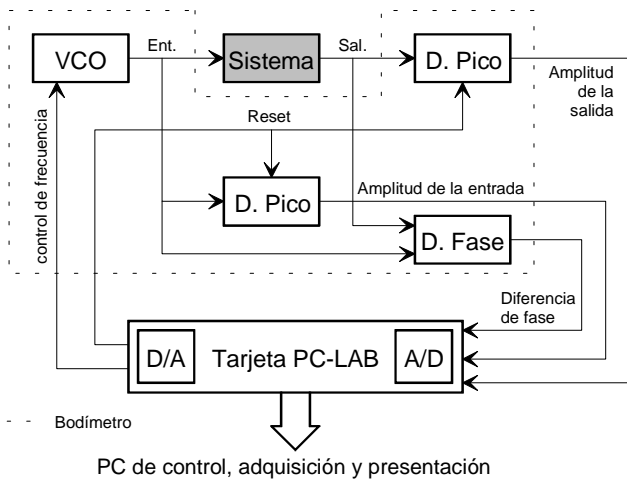 VCO
Ent.
Sistema
Sal.
D. Pico
Amplitud
de la
salida
Reset
control de frecuencia
D. Pico
Amplitud de la entrada
D. Fase
Diferencia
de fase
D/A
Tarjeta PC-LAB
A/D
Bodímetro
PC de control, adquisición y presentación